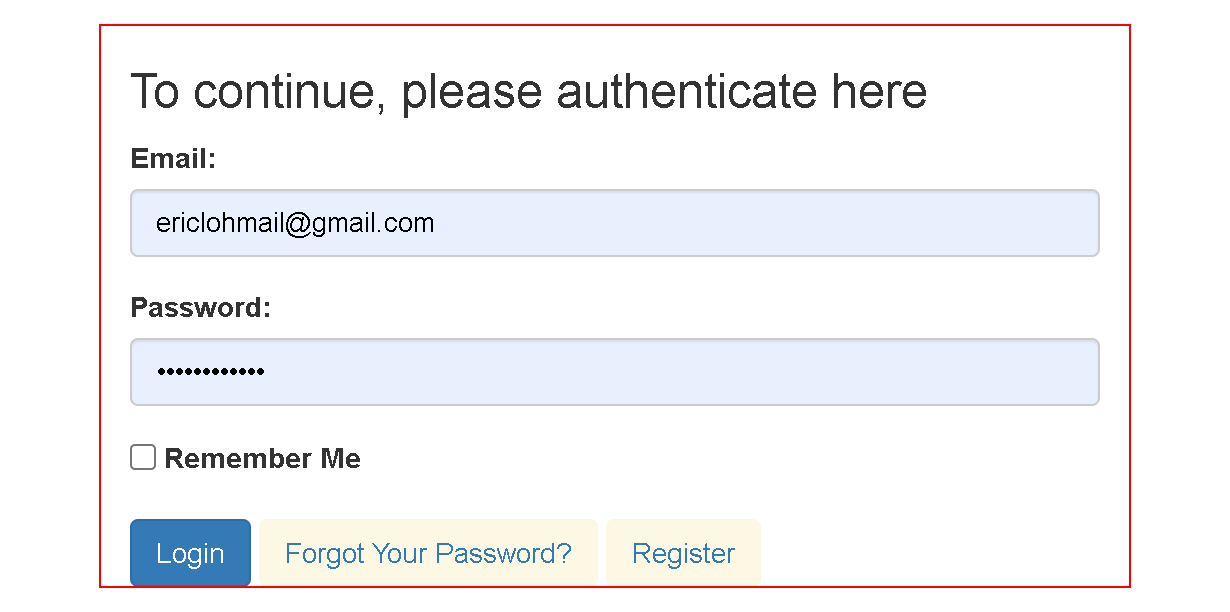 To continue, please authenticate here
Email:
ericlohmail@gmail.com
Password:
••••••••••••
Remember Me
Login Forgot Your Password? Register